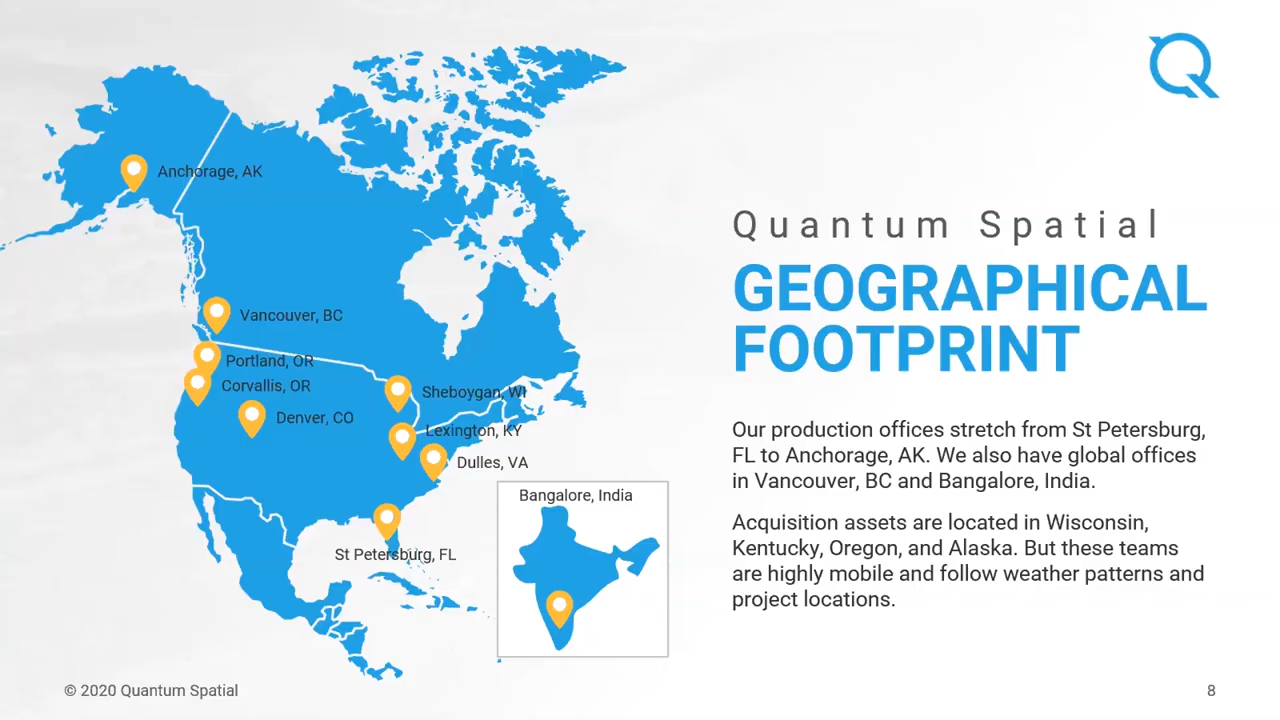 Quantum Spatial
GEOGRAPHICAL
FOOTPRINT
Our production offices stretch from St Petersburg,
FL to Anchorage, AK. We also have global offices
in Vancouver, BC and Bangalore, India.
Acquisition assets are located in Wisconsin,
Kentucky, Oregon, and Alaska. But these teams
are highly mobile and follow weather patterns and
project locations.
Anchorage, AK
Vancouver, BC
Portland, OR
Corvallis, OR
Denver, CO
Sheboygan, WI
Lexington, KY
Dulles, VA
St Petersburg, FL
Bangalore, India
© 2020 Quantum Spatial
8